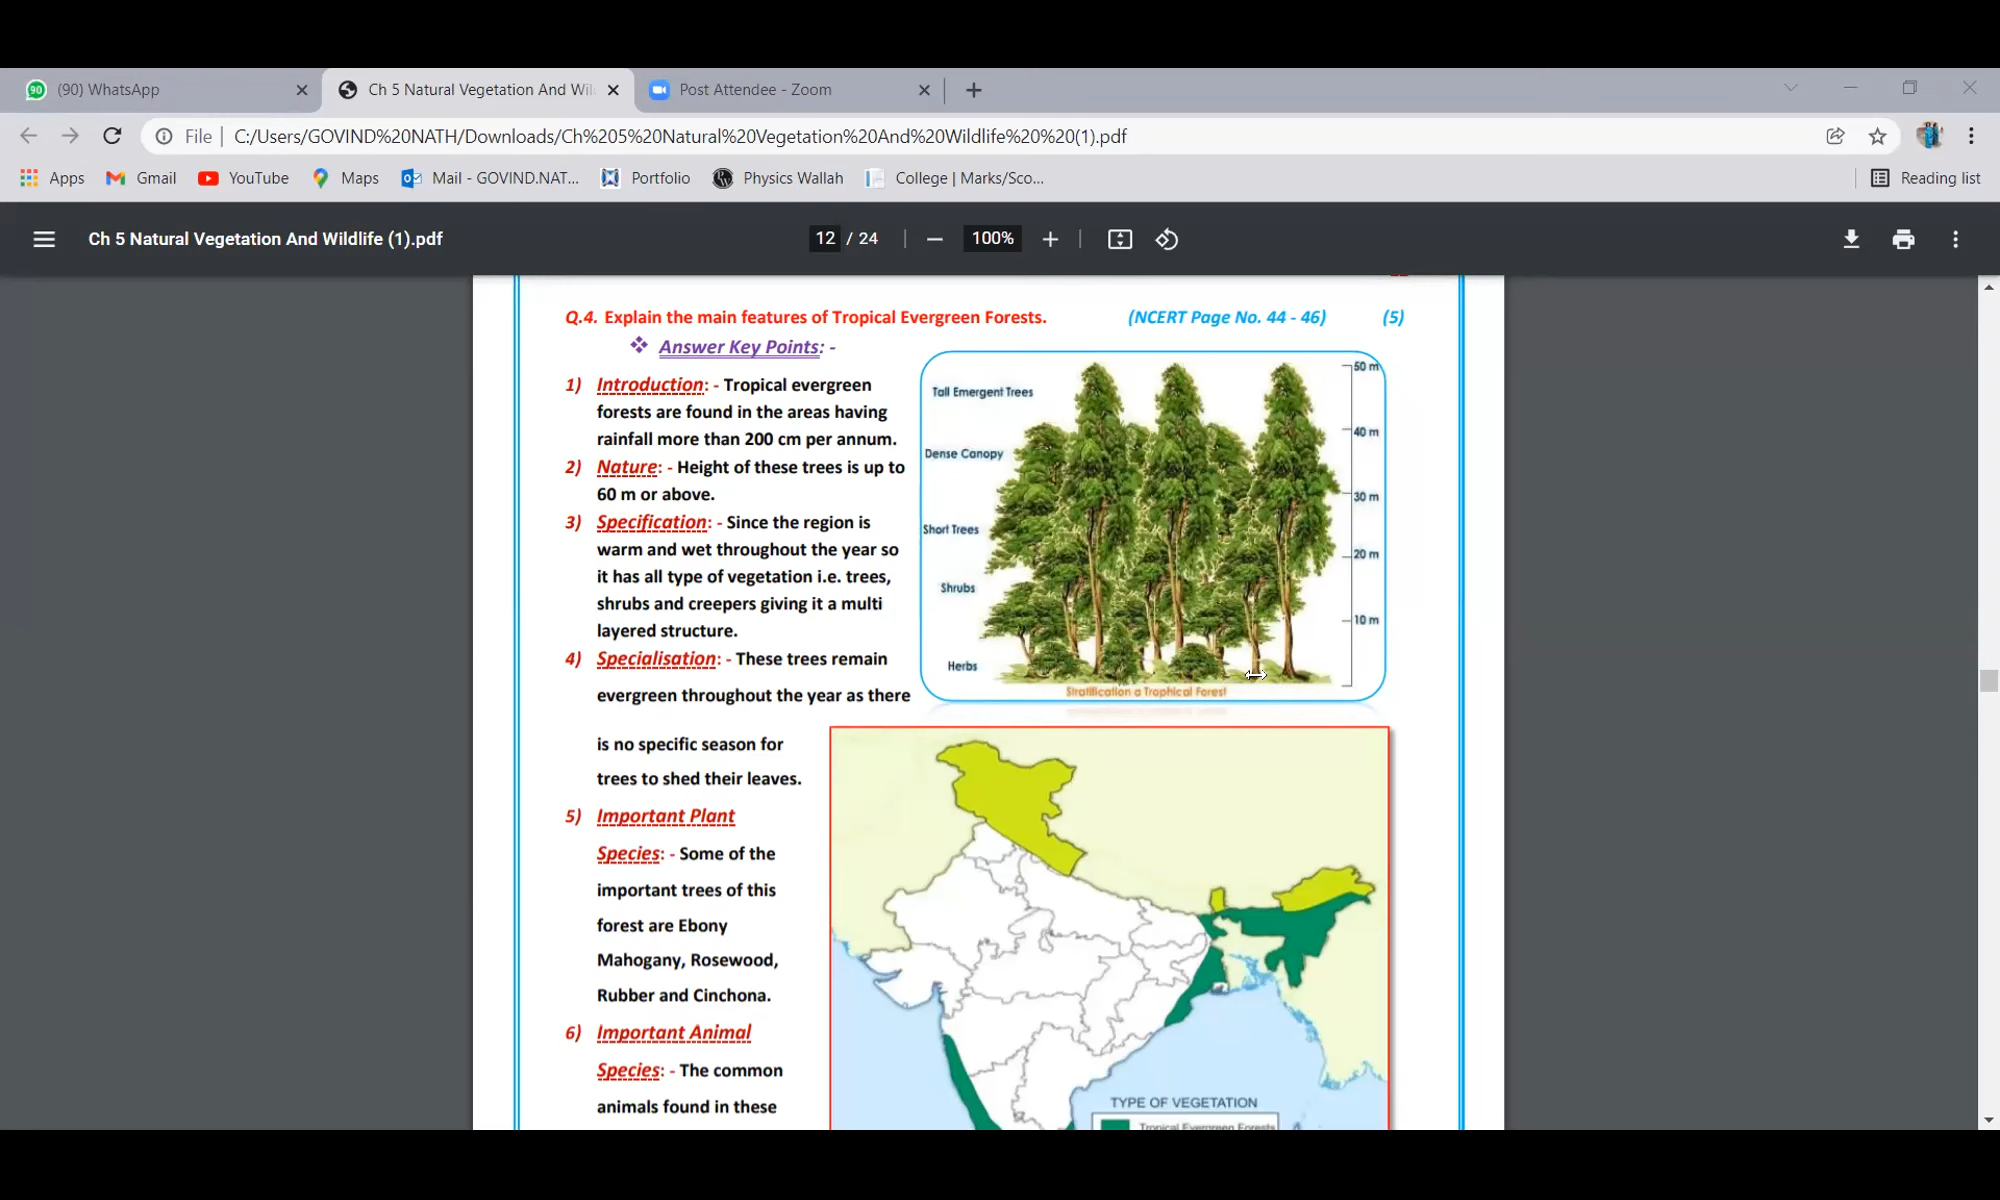 90
(90) WhatsApp
Ch 5 Natural Vegetation And Wil
Post Attendee - Zoom
File
C:/Users/GOVIND%20NATH/Downloads/Ch%205%20Natural%20Vegetation%20And%20Wildlife%20%20(1).pdf
Apps
Gmail
YouTube
Maps
Mail - GOVIND.NAT...
Portfolio
Physics Wallah
College | Marks/Sco...
Reading list
Ch 5 Natural Vegetation And Wildlife (1).pdf
12 / 24
100%
Q.4. Explain the main features of Tropical Evergreen Forests. (NCERT Page No. 44 - 46) (5)
Answer Key Points: -
1) Introduction: - Tropical evergreen
forests are found in the areas having
rainfall more than 200 cm per annum.
2) Nature: - Height of these trees is up to
60 m or above.
3) Specification: - Since the region is
warm and wet throughout the year so
it has all type of vegetation i.e. trees,
shrubs and creepers giving it a multi
layered structure.
4) Specialisation: - These trees remain
evergreen throughout the year as there
is no specific season for
trees to shed their leaves.
5) Important Plant
Species: - Some of the
important trees of this
forest are Ebony
Mahogany, Rosewood,
Rubber and Cinchona.
6) Important Animal
Species: - The common
animals found in these
Tall Emergent Trees
Dense Canopy
Short Trees
Shrubs
Herbs
50 m
40 m
30 m
20 m
10 m
Stratification a Trophical Forest
TYPE OF VEGETATION
Tropical Evergreen Forests